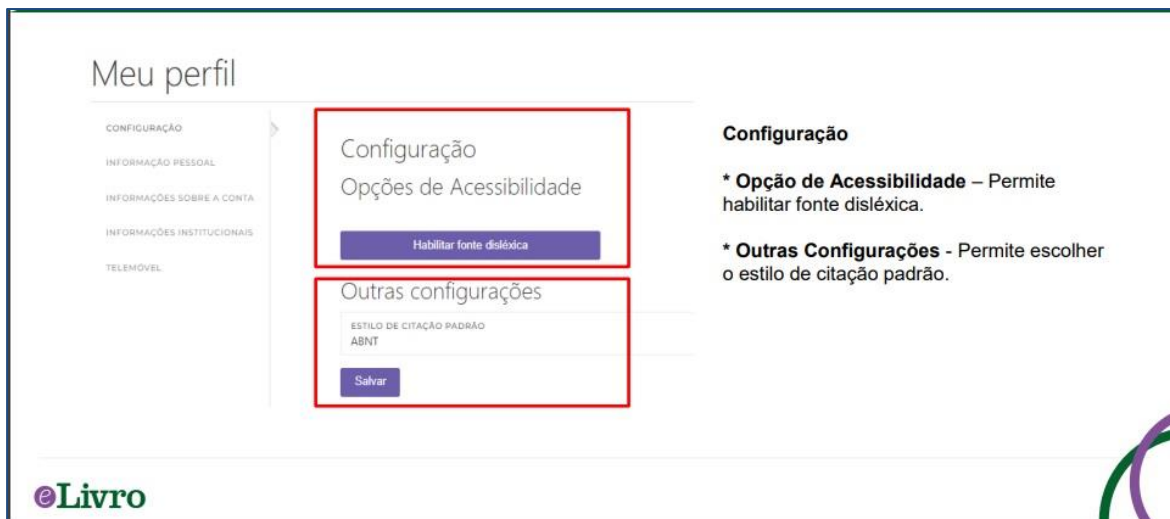 Meu perfil
CONFIGURAÇÃO
INFORMAÇÃO PESSOAL
INFORMAÇÕES SOBRE A CONTA
INFORMAÇÕES INSTITUCIONAIS
TELEMÓVEL
Configuração
Opções de Acessibilidade
Habilitar fonte disléxica
Outras configurações
ESTILO DE CITAÇÃO PADRÃO
ABNT
Salvar
Configuração
* Opção de Acessibilidade – Permite
habilitar fonte disléxica.
* Outras Configurações - Permite escolher
o estilo de citação padrão.
eLivro